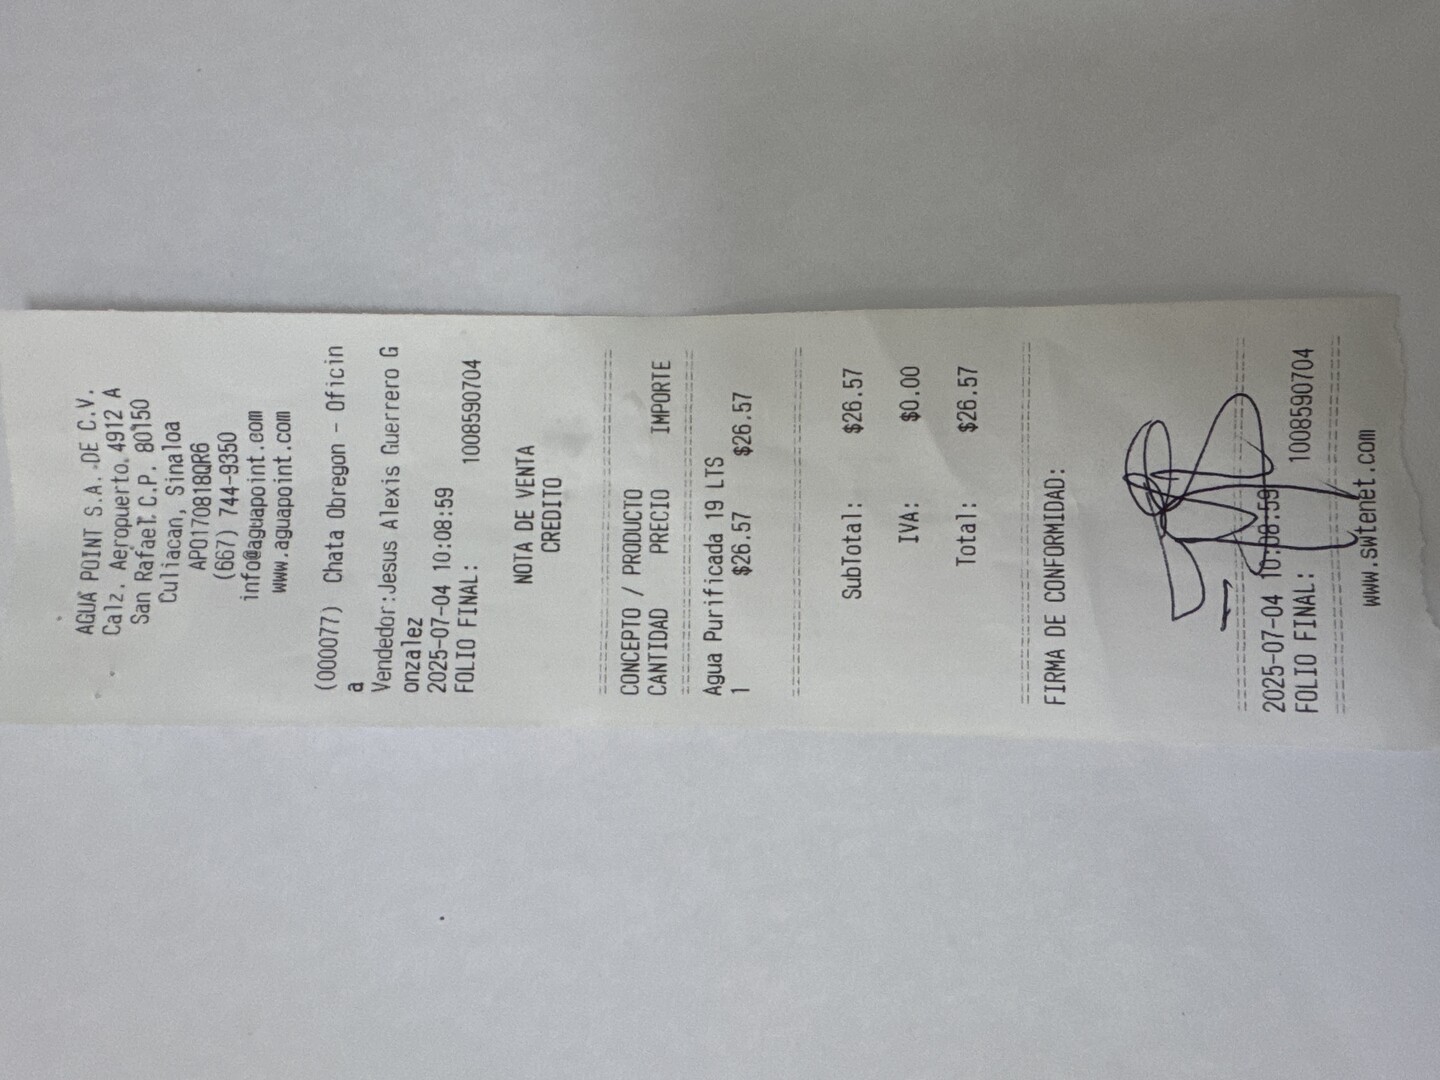 AGUA POINT S.A. DE C.V.
Calz. Aeropuerto 4912 A
San Rafael C.P. 80150
Culiacan, Sinaloa
APO170818QR6
(667) 744-9350
info@aguapoint.com
www.aguapoint.com
(000077) Chata Obregon - Oficin
a
Vendedor:Jesus Alexis Guerrero G
onzalez
2025-07-04 10:08:59
FOLIO FINAL: 1008590704
NOTA DE VENTA
CREDITO
CONCEPTO / PRODUCTO
CANTIDAD PRECIO IMPORTE
Agua Purificada 19 LTS
1 $26.57 $26.57
SubTotal: $26.57
IVA: $0.00
Total: $26.57
FIRMA DE CONFORMIDAD:
2025-07-04 10:08:59
FOLIO FINAL: 1008590704
www.swtenet.com